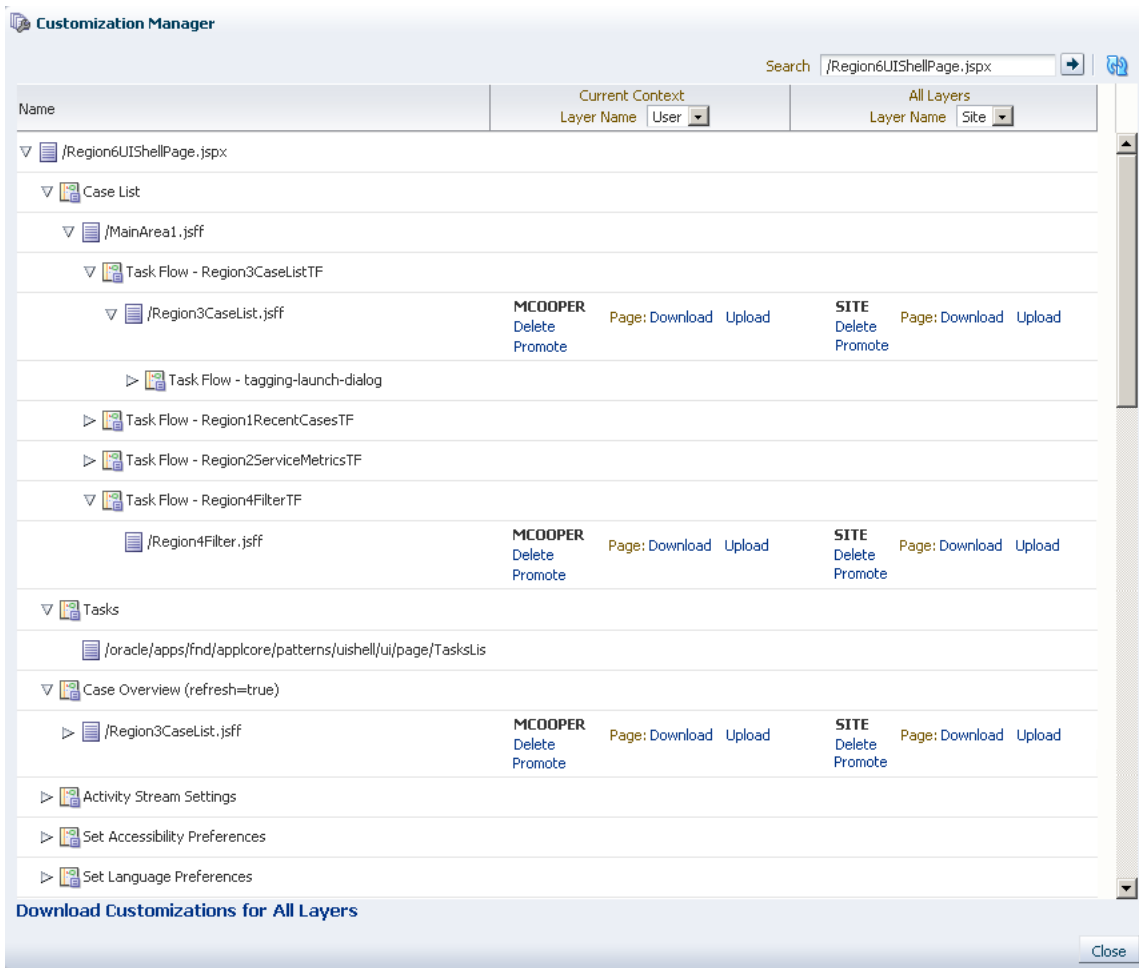 Customization Manager
Search /Region6UIShellPage.jspx
Name
Current Context
Layer Name User
All Layers
Layer Name Site
/Region6UIShellPage.jspx
Case List
/MainArea1.jsff
Task Flow - Region3CaseListTF
/Region3CaseList.jsff
MCOOPER
Delete
Promote
Page: Download Upload
SITE
Delete
Promote
Page: Download Upload
Task Flow - tagging-launch-dialog
Task Flow - Region1RecentCasesTF
Task Flow - Region2ServiceMetricsTF
Task Flow - Region4FilterTF
/Region4Filter.jsff
MCOOPER
Delete
Promote
Page: Download Upload
SITE
Delete
Promote
Page: Download Upload
Tasks
/oracle/apps/fnd/applcore/patterns/uishell/ui/page/TasksLis
Case Overview (refresh=true)
/Region3CaseList.jsff
MCOOPER
Delete
Promote
Page: Download Upload
SITE
Delete
Promote
Page: Download Upload
Activity Stream Settings
Set Accessibility Preferences
Set Language Preferences
Download Customizations for All Layers
Close